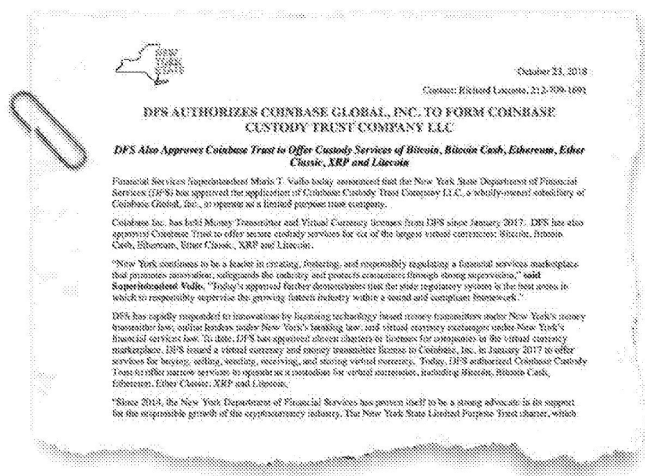 NEW
YORK
STATE
October 23, 2018
Contact: Richard Loconte, 212-709-1691
DFS AUTHORIZES COINBASE GLOBAL, INC. TO FORM COINBASE
CUSTODY TRUST COMPANY LLC
DFS Also Approves Coinbase Trust to Offer Custody Services of Bitcoin, Bitcoin Cash, Ethereum, Ether
Classic, XRP and Litecoin
Financial Services Superintendent Maria T. Vullo today announced that the New York State Department of Financial
Services (DFS) has approved the application of Coinbase Custody Trust Company LLC, a wholly-owned subsidiary of
Coinbase Global, Inc., to operate as a limited purpose trust company.
Coinbase Inc. has held Money Transmitter and Virtual Currency licenses from DFS since January 2017. DFS has also
approved Coinbase Trust to offer secure custody services for six of the largest virtual currencies: Bitcoin, Bitcoin
Cash, Ethereum, Ether Classic, XRP and Litecoin.
"New York continues to be a leader in creating, fostering, and responsibly regulating a financial services marketplace
that promotes innovation, safeguards the industry and protects consumers through strong supervision," said
Superintendent Vullo. "Today's approval further demonstrates that the state regulatory system is the best arena in
which to responsibly supervise the growing fintech industry within a sound and compliant framework."
DFS has rapidly responded to innovations by licensing technology based money transmitters under New York's money
transmitter law, online lenders under New York's banking law, and virtual currency exchanges under New York's
financial services law. To date, DFS has approved eleven charters or licenses for companies in the virtual currency
marketplace. DFS issued a virtual currency and money transmitter license to Coinbase, Inc. in January 2017 to offer
services for buying, selling, sending, receiving, and storing virtual currency. Today, DFS authorized Coinbase Custody
Trust to offer narrow services to operate as a custodian for virtual currencies, including Bitcoin, Bitcoin Cash,
Ethereum, Ether Classic, XRP and Litecoin.
"Since 2014, the New York Department of Financial Services has proven itself to be a strong advocate in its support
for the responsible growth of the cryptocurrency industry. The New York State Limited Purpose Trust charter, which